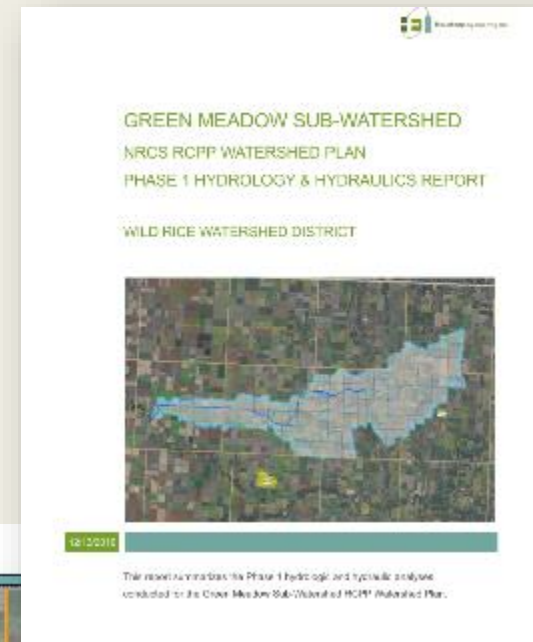 GREEN MEADOW SUB-WATERSHED
NRCS RCPP WATERSHED PLAN
PHASE 1 HYDROLOGY & HYDRAULICS REPORT
WILD RICE WATERSHED DISTRICT
This report summarizes the Phase 1 hydrologic and hydraulic analyses
conducted for the Green Meadow Sub-Watershed RCPP Watershed Plan.